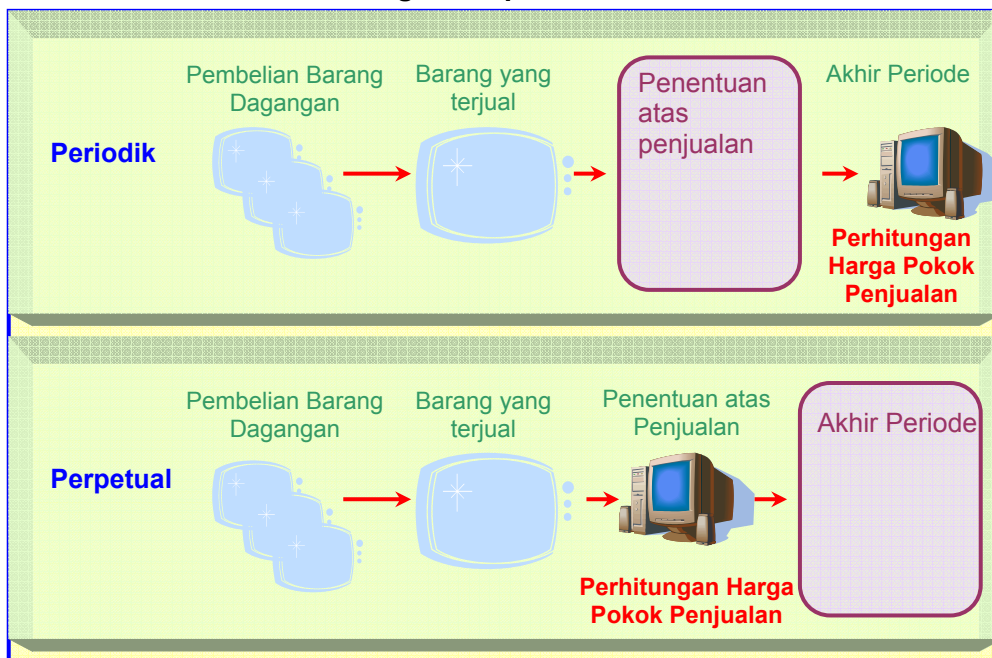 Pembelian Barang
Dagangan
Barang yang
terjual
Penentuan
atas
penjualan
Akhir Periode
Periodik
Perhitungan
Harga Pokok
Penjualan
Pembelian Barang
Dagangan
Barang yang
terjual
Penentuan atas
Penjualan
Akhir Periode
Perpetual
Perhitungan Harga
Pokok Penjualan